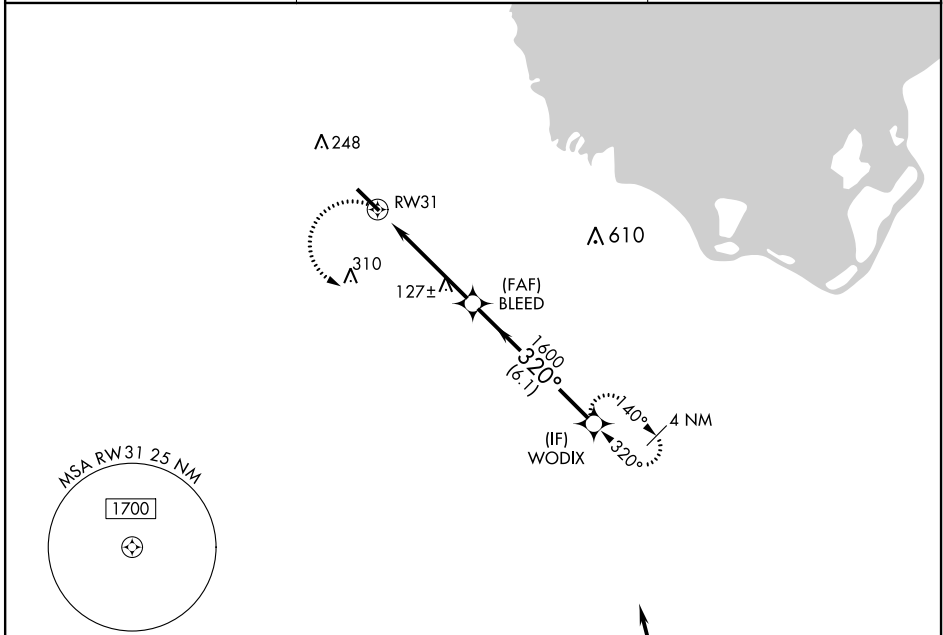 248
RW31
610
310
127±
(FAF)
BLEED
1600
320°
(6.1)
140°
4 NM
320°
(IF)
WODIX
MSA RW31 25 NM
1700